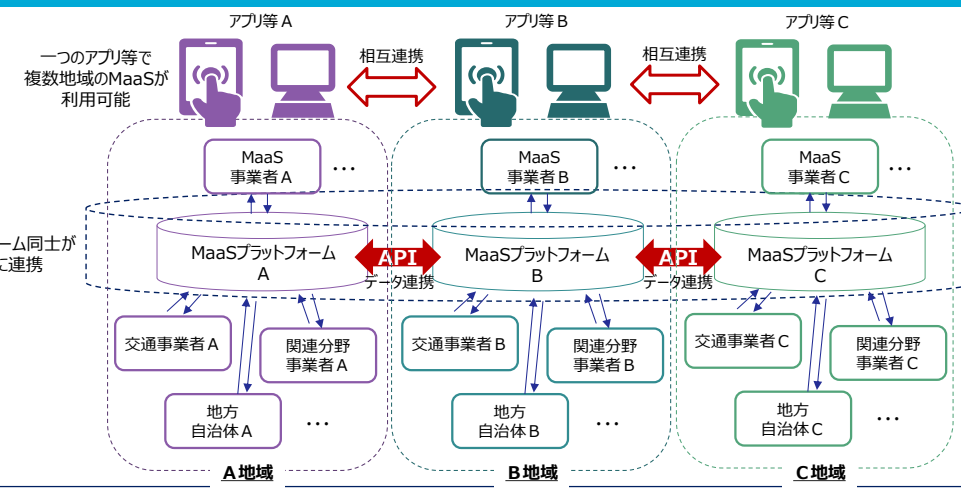 アプリ等A
アプリ等B
アプリ等C
一つのアプリ等で
複数地域のMaaSが
利用可能
相互連携
相互連携
MaaS
事業者A
…
MaaS
事業者B
…
MaaS
事業者C
…
ーム同士が
に連携
MaaSプラットフォーム
A
API
データ連携
MaaSプラットフォーム
B
API
データ連携
MaaSプラットフォーム
C
交通事業者A
関連分野
事業者A
地方
自治体A
…
交通事業者B
関連分野
事業者B
地方
自治体B
…
交通事業者C
関連分野
事業者C
地方
自治体C
…
A地域
B地域
C地域